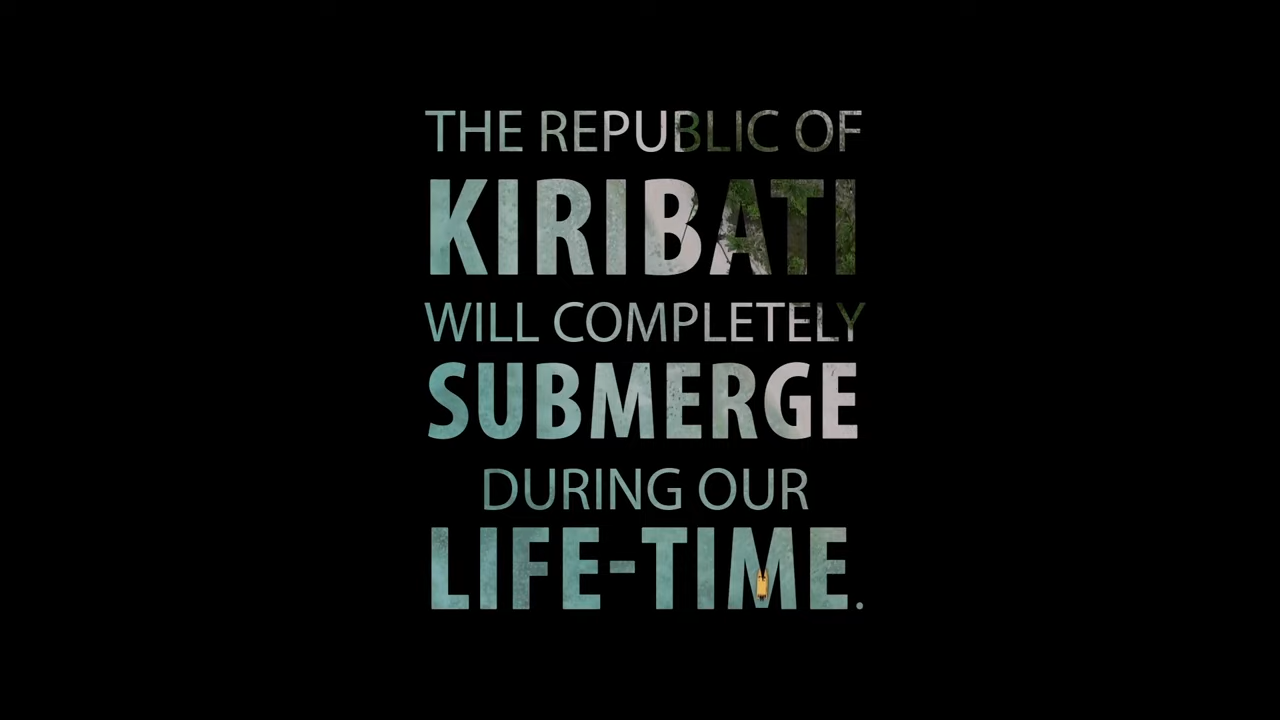 THE REPUBLIC OF
KIRIBATI
WILL COMPLETELY
SUBMERGE
DURING OUR
LIFE-TIME.